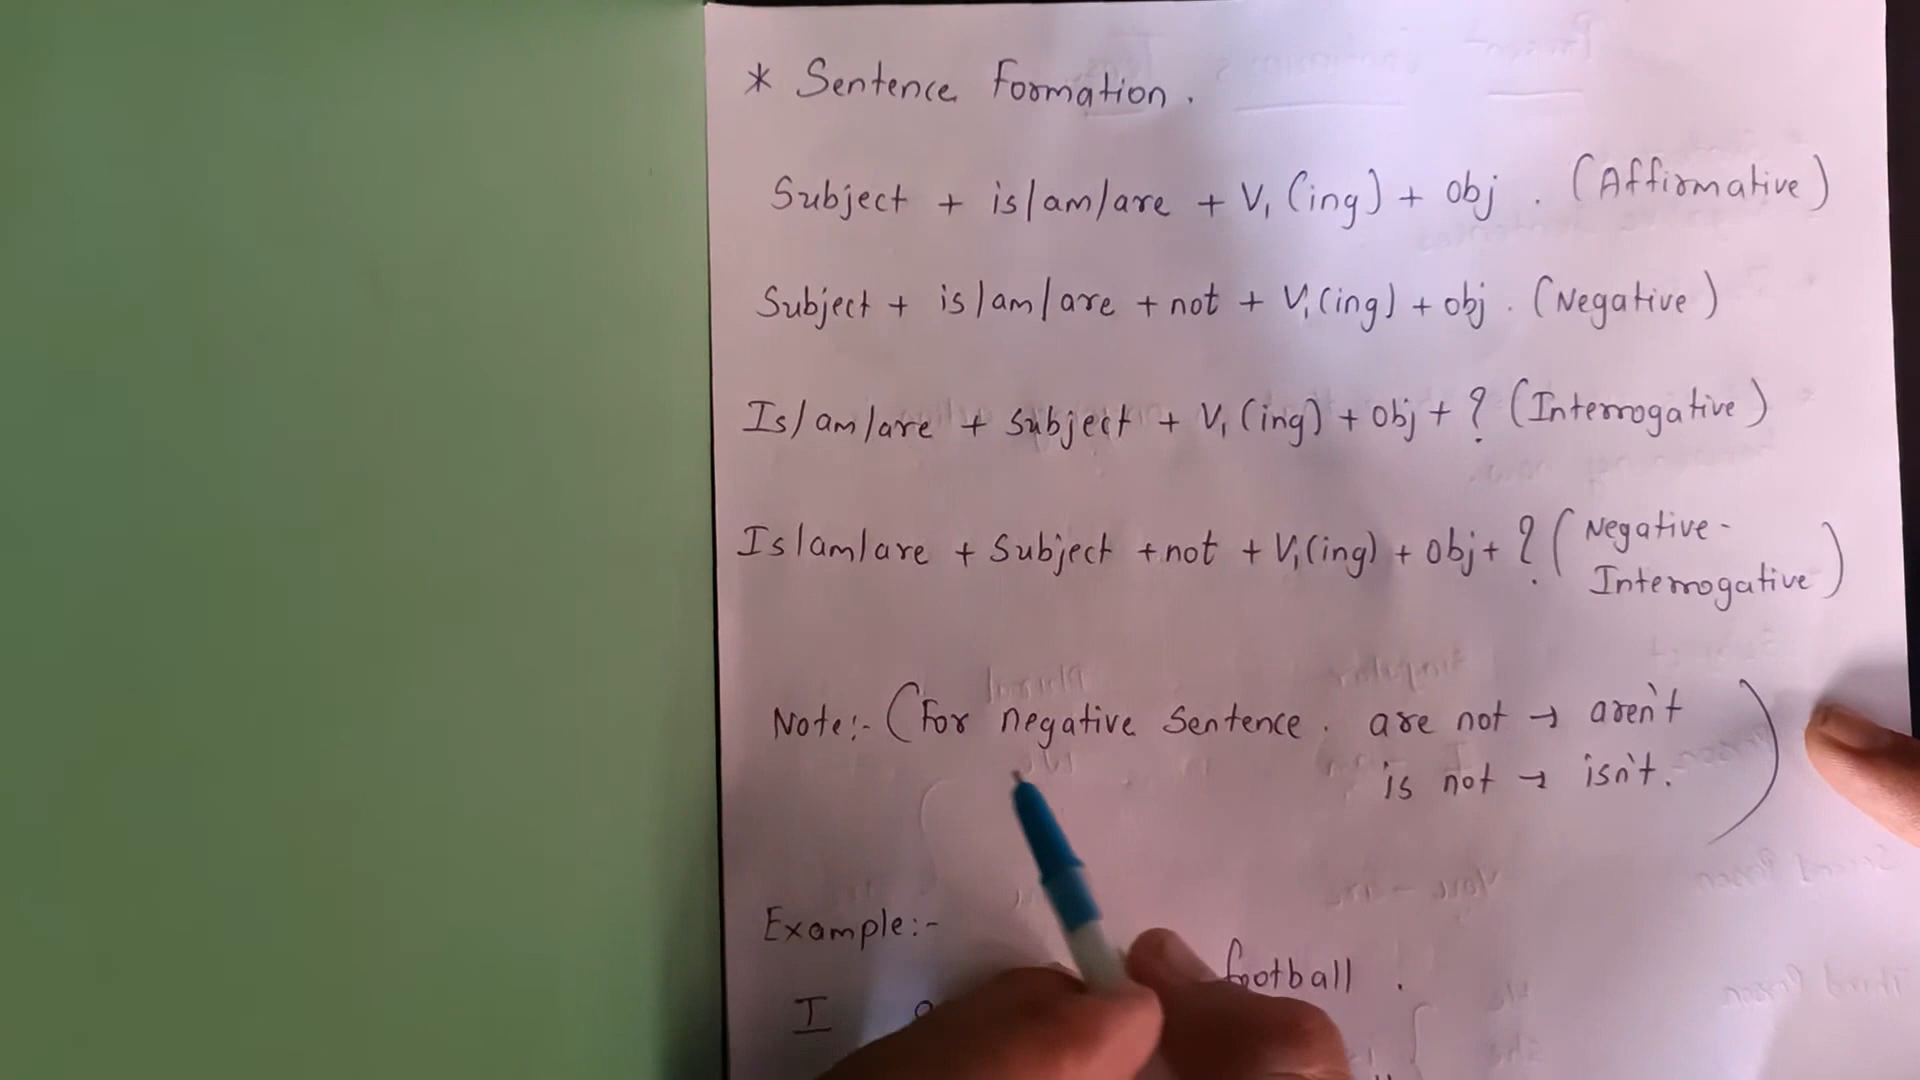 * Sentence Formation.
Subject + is/am/are + V₁ (ing) + obj . (Affirmative)
Subject + is/am/are + not + V₁(ing) + obj . (Negative)
Is/am/are + Subject + V₁ (ing) + obj + ? (Interrogative)
Is/am/are + Subject + not + V₁(ing) + obj + ? (Negative-
Interrogative)
Note:- (For negative Sentence . are not → aren't
is not → isn't.)
Example:-
I football .